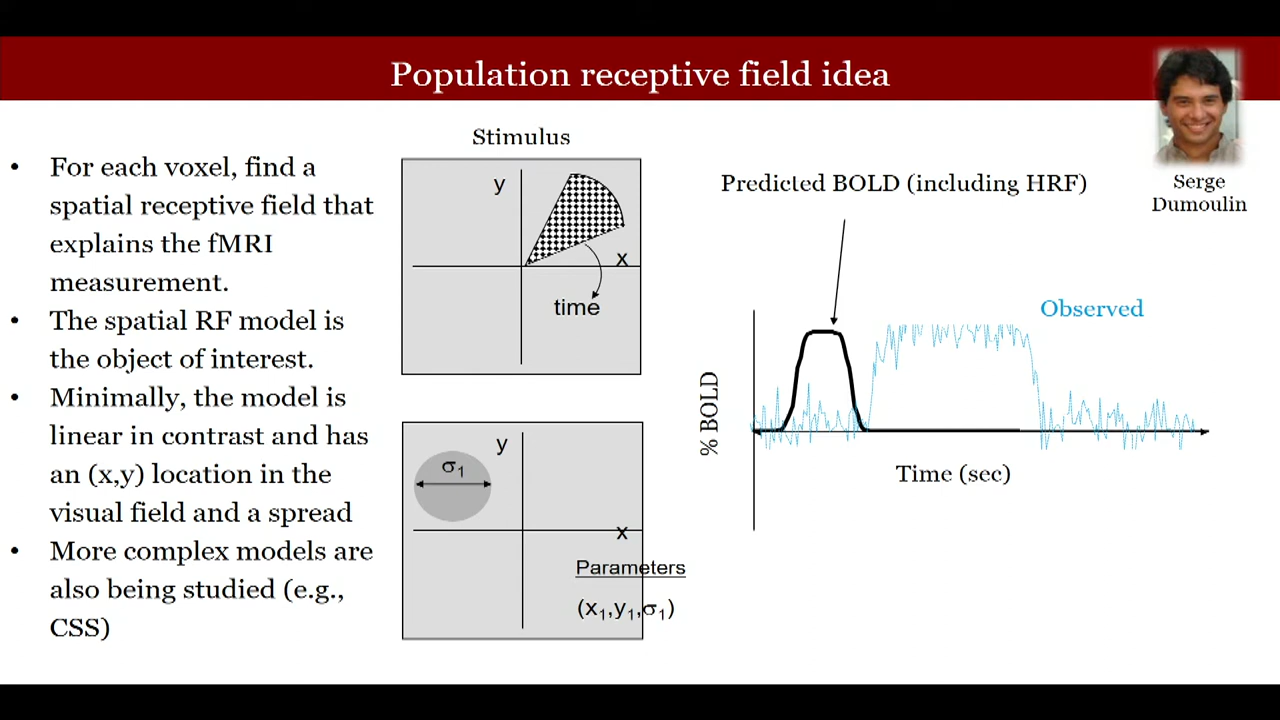 Population receptive field idea
• For each voxel, find a
spatial receptive field that
explains the fMRI
measurement.
• The spatial RF model is
the object of interest.
• Minimally, the model is
linear in contrast and has
an (x,y) location in the
visual field and a spread
• More complex models are
also being studied (e.g.,
CSS)
Stimulus
y
x
time
y
σ1
x
Parameters
(x1,y1,σ1)
Predicted BOLD (including HRF)
Observed
% BOLD
Time (sec)
Serge
Dumoulin